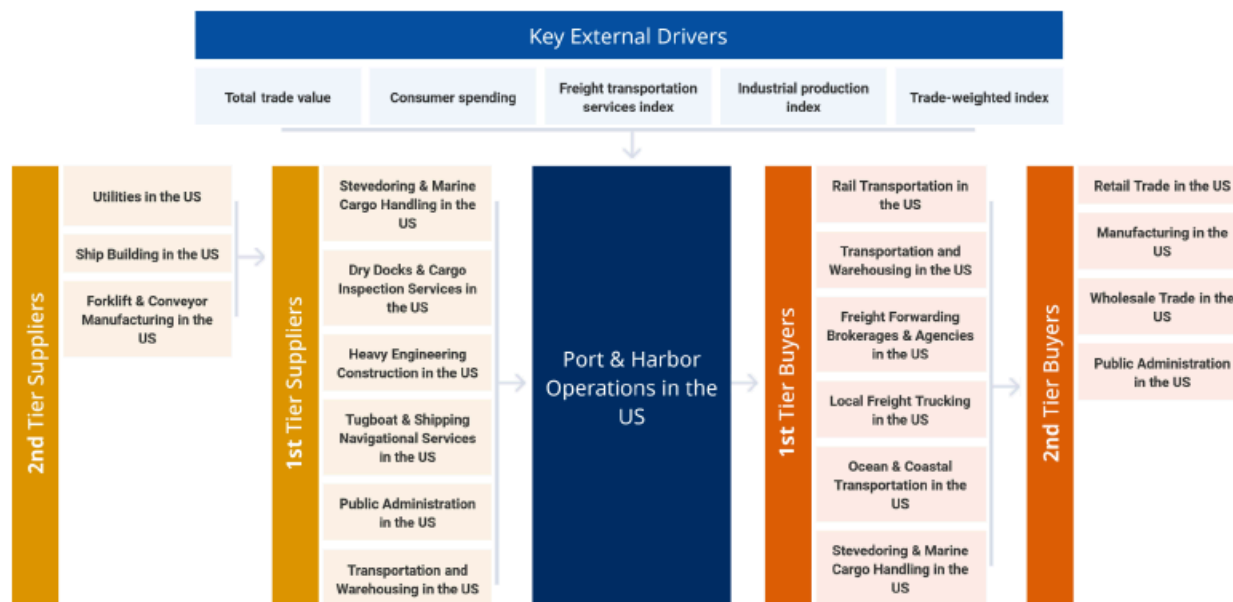 Key External Drivers
Total trade value
Consumer spending
Freight transportation
services index
Industrial production
index
Trade-weighted index
2nd Tier Suppliers
Utilities in the US
Ship Building in the US
Forklift & Conveyor
Manufacturing in the
US
1st Tier Suppliers
Stevedoring & Marine
Cargo Handling in the
US
Dry Docks & Cargo
Inspection Services in
the US
Heavy Engineering
Construction in the US
Tugboat & Shipping
Navigational Services
in the US
Public Administration
in the US
Transportation and
Warehousing in the US
Port & Harbor
Operations in the
US
1st Tier Buyers
Rail Transportation in
the US
Transportation and
Warehousing in the US
Freight Forwarding
Brokerages & Agencies
in the US
Local Freight Trucking
in the US
Ocean & Coastal
Transportation in the
US
Stevedoring & Marine
Cargo Handling in the
US
2nd Tier Buyers
Retail Trade in the US
Manufacturing in the
US
Wholesale Trade in the
US
Public Administration
in the US